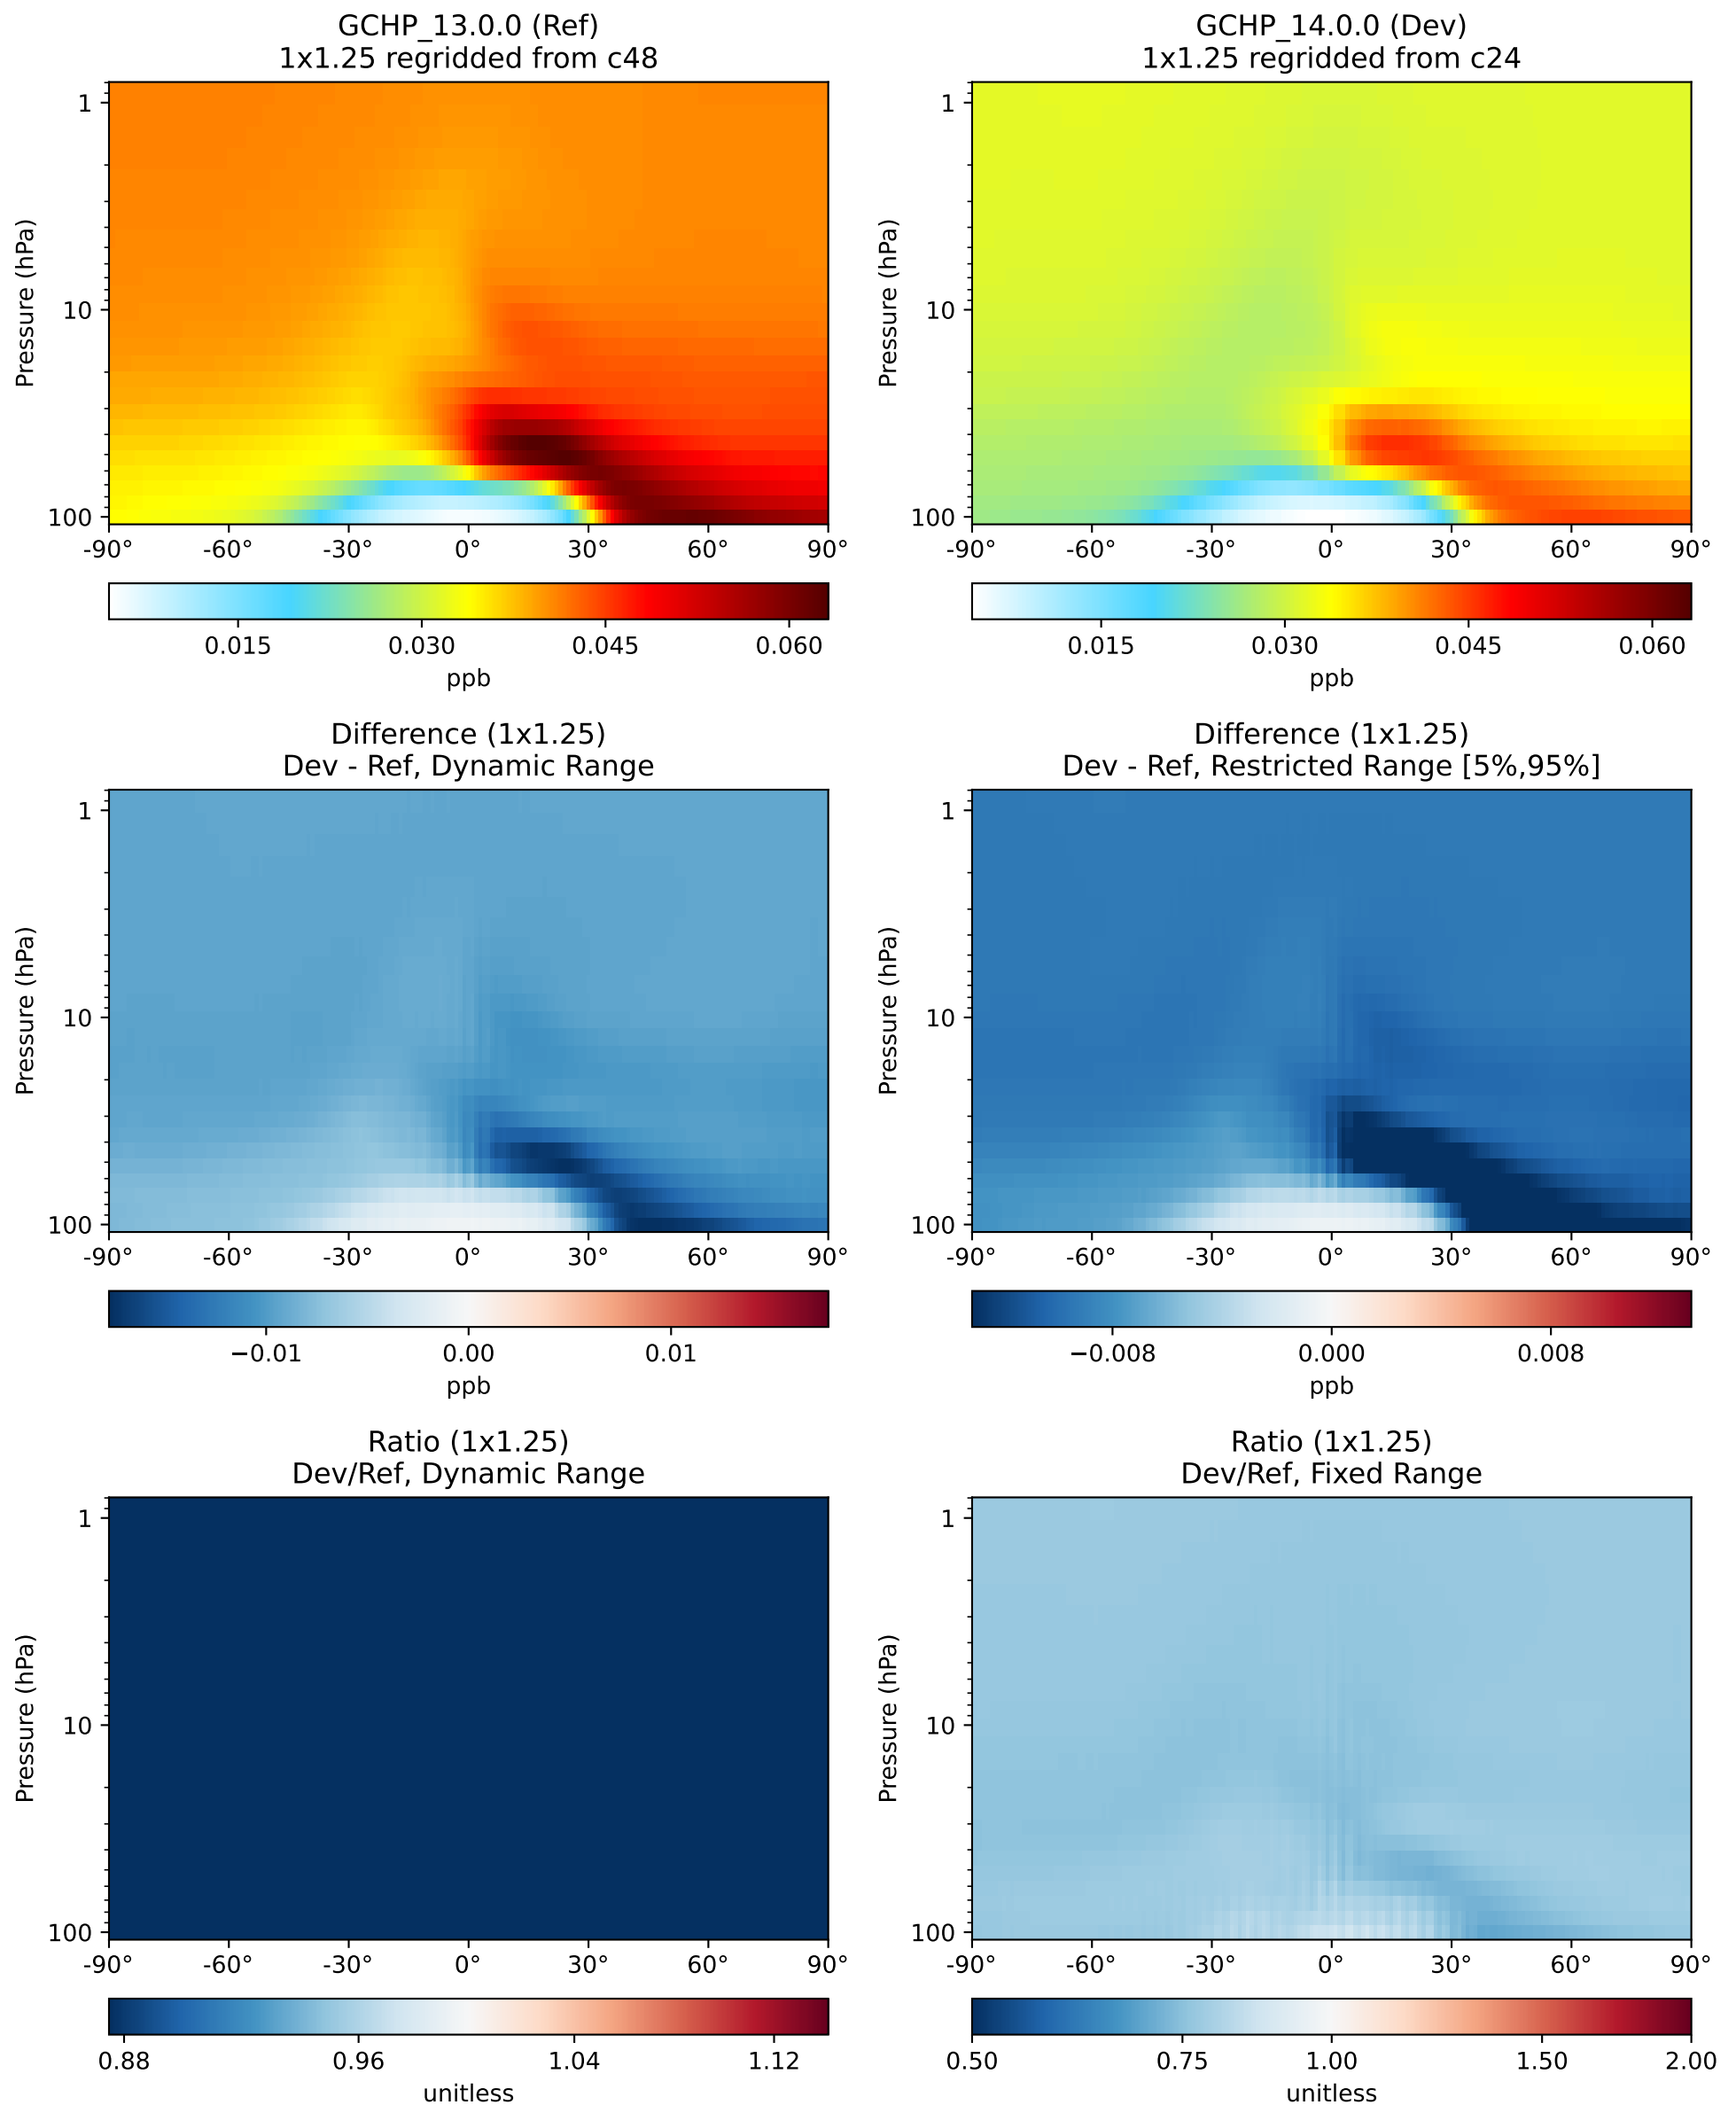 GCHP_13.0.0 (Ref)
1x1.25 regridded from c48
Pressure (hPa)
1
10
100
-90° -60° -30° 0° 30° 60° 90°
0.015 0.030 0.045 0.060
ppb
GCHP_14.0.0 (Dev)
1x1.25 regridded from c24
Pressure (hPa)
1
10
100
-90° -60° -30° 0° 30° 60° 90°
0.015 0.030 0.045 0.060
ppb
Difference (1x1.25)
Dev - Ref, Dynamic Range
Pressure (hPa)
1
10
100
-90° -60° -30° 0° 30° 60° 90°
−0.01 0.00 0.01
ppb
Difference (1x1.25)
Dev - Ref, Restricted Range [5%,95%]
Pressure (hPa)
1
10
100
-90° -60° -30° 0° 30° 60° 90°
−0.008 0.000 0.008
ppb
Ratio (1x1.25)
Dev/Ref, Dynamic Range
Pressure (hPa)
1
10
100
-90° -60° -30° 0° 30° 60° 90°
0.88 0.96 1.04 1.12
unitless
Ratio (1x1.25)
Dev/Ref, Fixed Range
Pressure (hPa)
1
10
100
-90° -60° -30° 0° 30° 60° 90°
0.50 0.75 1.00 1.50 2.00
unitless